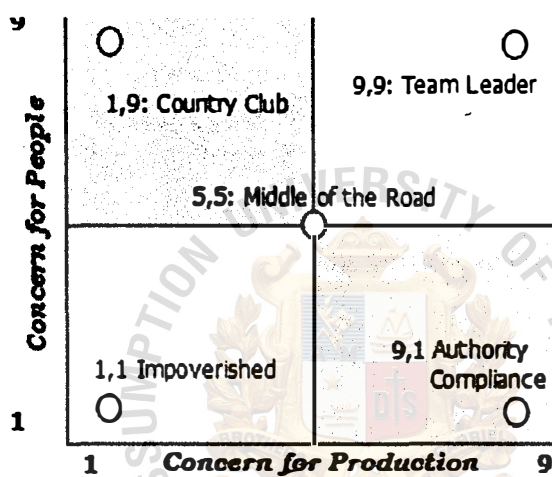 9
1,9: Country Club
9,9: Team Leader
Concern for People
5,5: Middle of the Road
1,1 Impoverished
9,1 Authority
Compliance
1
1 Concern for Production 9